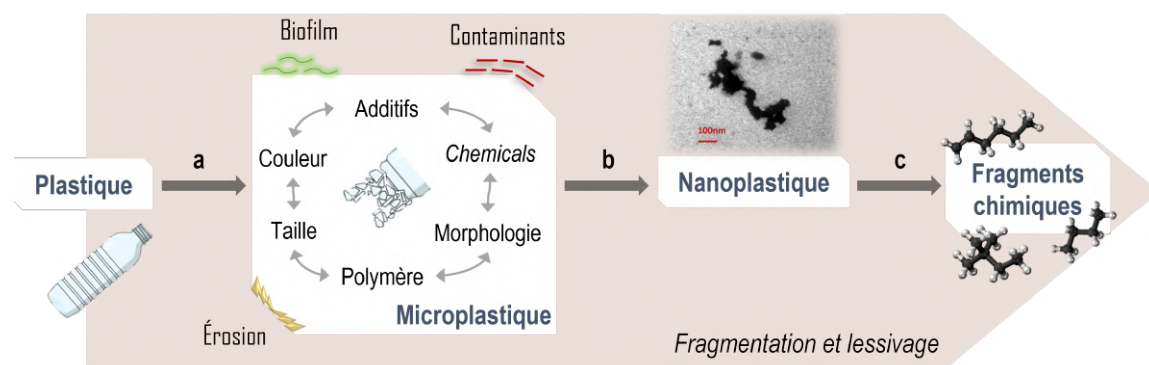 Biofilm
Contaminants
100nm
Additifs
a
Couleur
Chemicals
b
c
Plastique
Nanoplastique
Fragments
chimiques
Taille
Morphologie
Polymère
Microplastique
Érosion
Fragmentation et lessivage